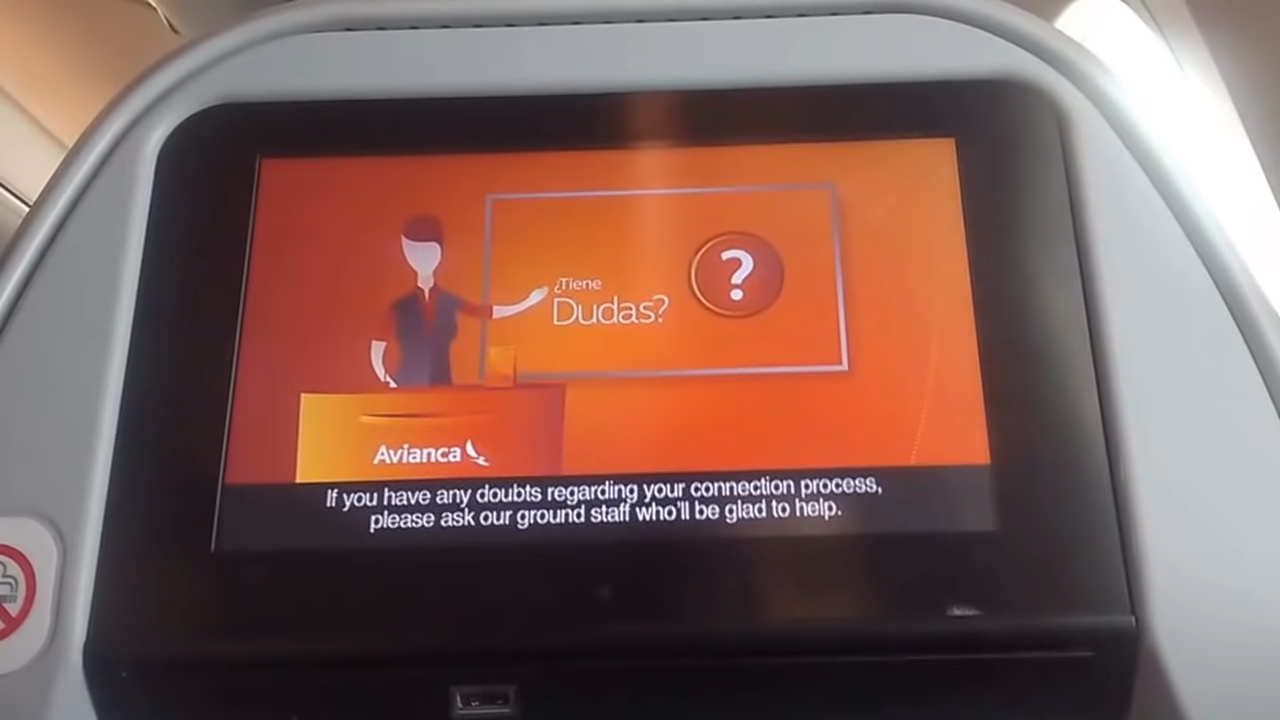 ¿Tiene
Dudas?
?
Avianca
If you have any doubts regarding your connection process,
please ask our ground staff who'll be glad to help.